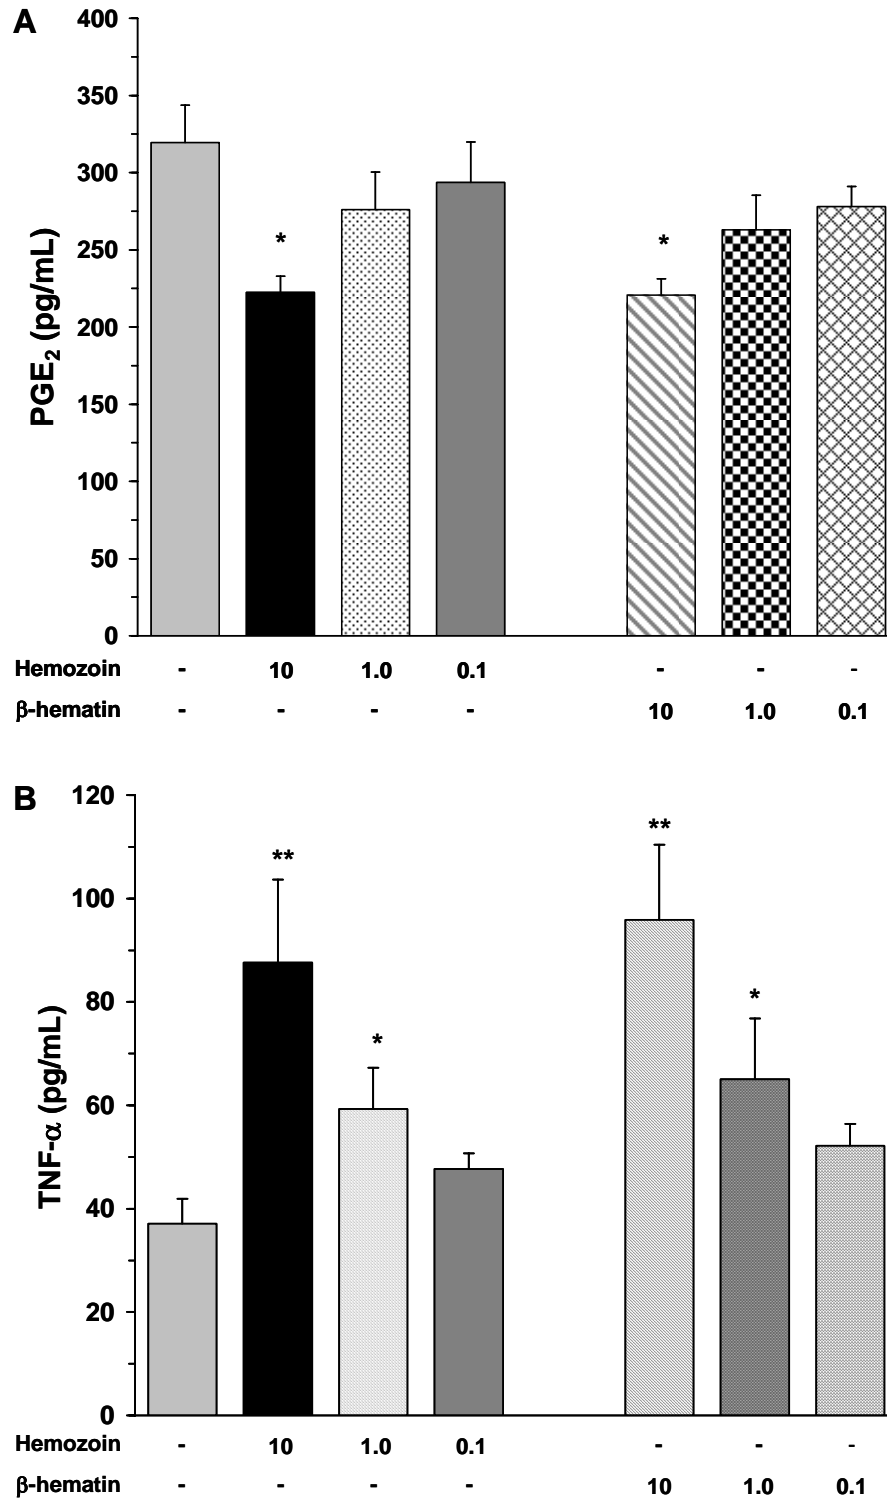 A
400
350
300
250
200
150
100
50
0
PGE2 (pg/mL)
* *
Hemozoin - 10 1.0 0.1 - - -
β-hematin - - - - 10 1.0 0.1
B
120
100
80
60
40
20
0
TNF-α (pg/mL)
** * ** *
Hemozoin - 10 1.0 0.1 - - -
β-hematin - - - - 10 1.0 0.1